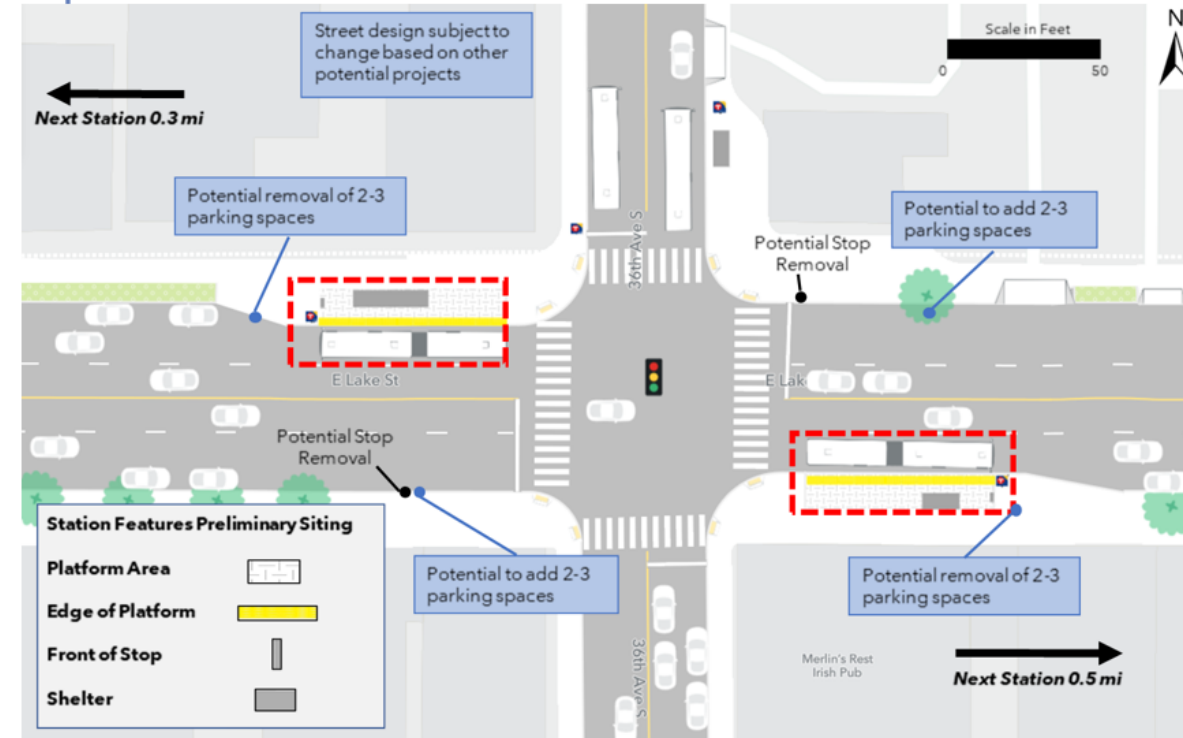 Street design subject to
change based on other
potential projects
Scale in Feet
0
50
N
Next Station 0.3 mi
Potential removal of 2-3
parking spaces
36th Ave S
Potential to add 2-3
parking spaces
Potential Stop
Removal
E Lake St
E Lak
Potential Stop
Removal
Station Features Preliminary Siting
Platform Area
Edge of Platform
Front of Stop
Shelter
Potential to add 2-3
parking spaces
Potential removal of 2-3
parking spaces
36th Ave S
Merlin's Rest
Irish Pub
Next Station 0.5 mi